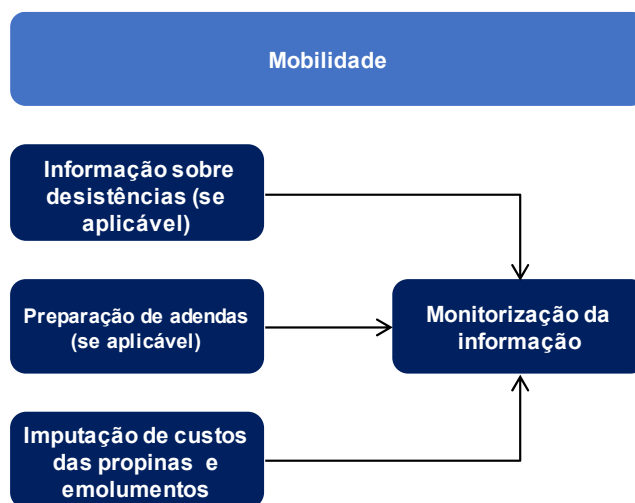 Mobilidade
Informação sobre
desistências (se
aplicável)
Preparação de adendas
(se aplicável)
Monitorização da
informação
Imputação de custos
das propinas e
emolumentos